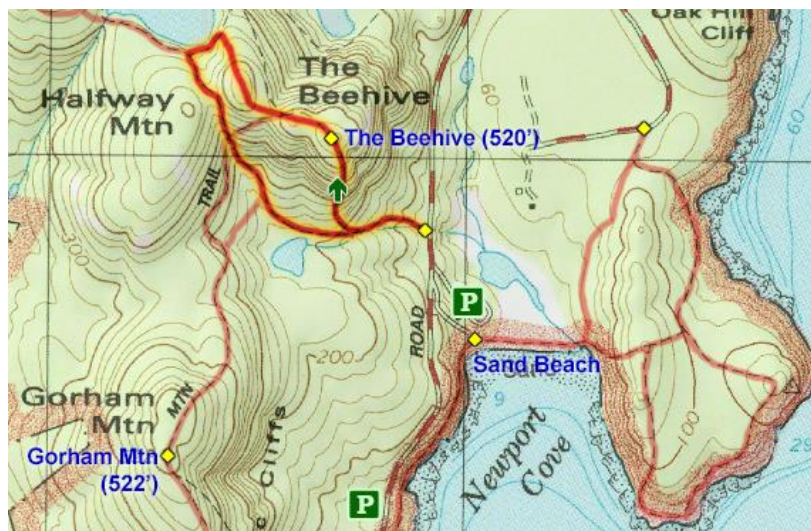 Oak Hill
Cliff
The
Beehive
60
60
Halfway
Mtn
The Beehive (520')
TRAIL
300
ROAD
P
200
Sand Beach
Gorham
Mtn
MTN
9
Newport
Cove
100
Cliffs
Gorham Mtn
(522')
P